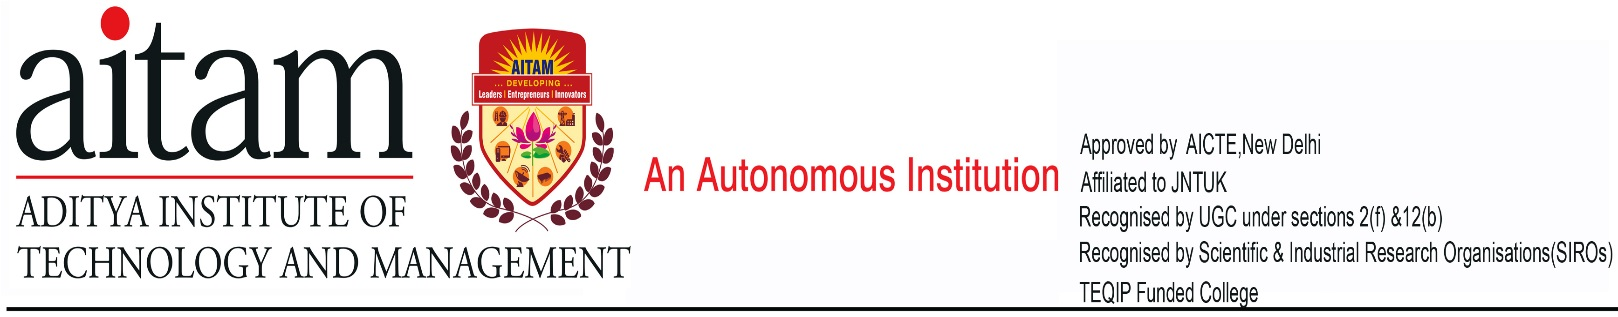 aitam
ADITYA INSTITUTE OF
TECHNOLOGY AND MANAGEMENT
AITAM
... DEVELOPING ...
Leaders | Entrepreneurs | Innovators
An Autonomous Institution
Approved by AICTE,New Delhi
Affiliated to JNTUK
Recognised by UGC under sections 2(f) &12(b)
Recognised by Scientific & Industrial Research Organisations(SIROs)
TEQIP Funded College